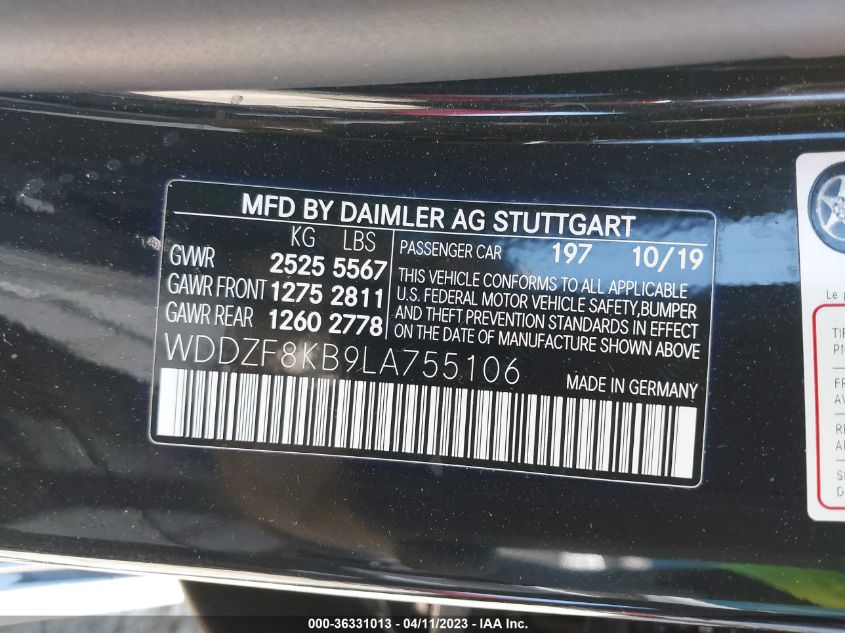 MFD BY DAIMLER AG STUTTGART
KG LBS
GVWR 2525 5567
GAWR FRONT 1275 2811
GAWR REAR 1260 2778
PASSENGER CAR 197 10/19
THIS VEHICLE CONFORMS TO ALL APPLICABLE
U.S. FEDERAL MOTOR VEHICLE SAFETY,BUMPER
AND THEFT PREVENTION STANDARDS IN EFFECT
ON THE DATE OF MANUFACTURE SHOWN ABOVE
WDDZF8KB9LA755106
MADE IN GERMANY
Le
000-36331013 - 04/11/2023 - IAA Inc.